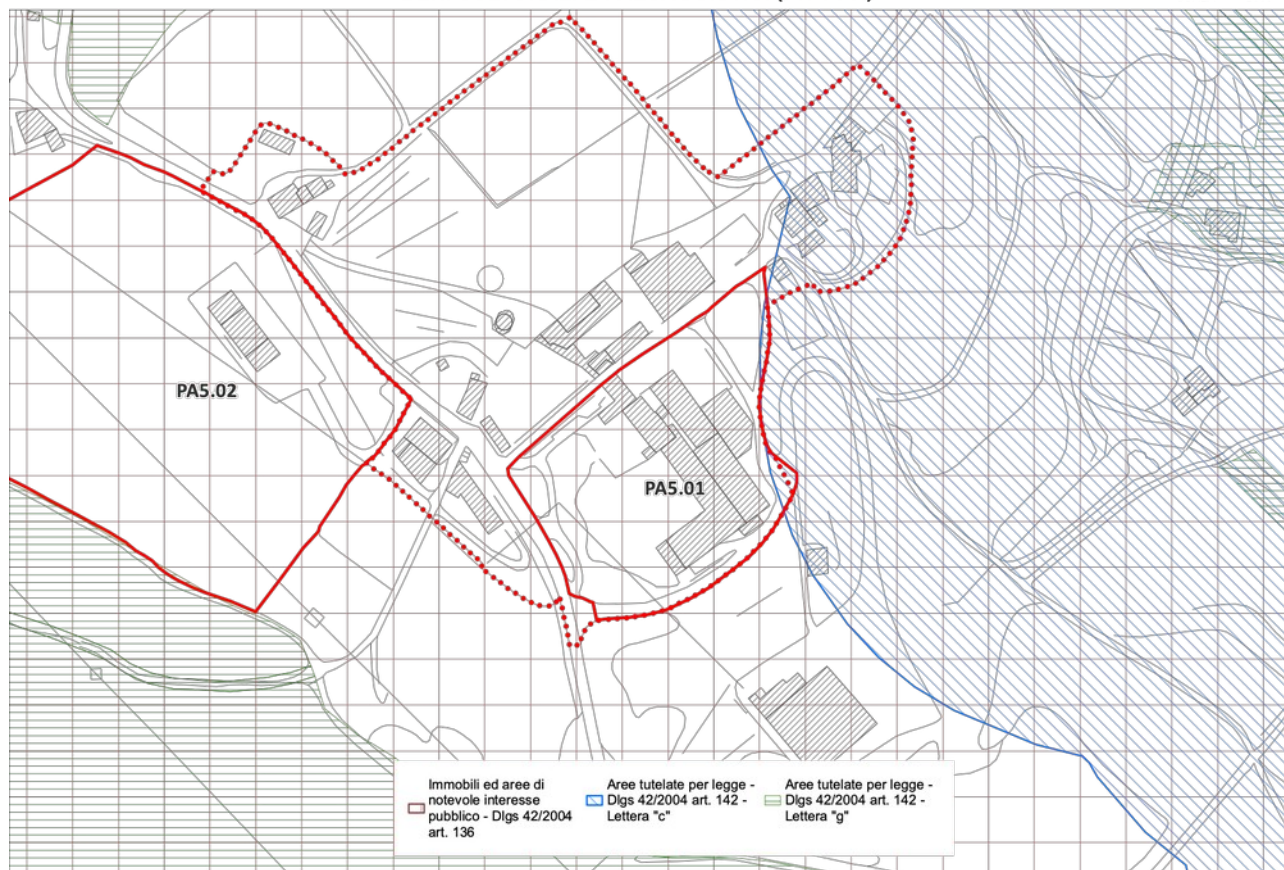 PA5.02
PA5.01
Immobili ed aree di
notevole interesse
pubblico - Dlgs 42/2004
art. 136
Aree tutelate per legge -
Dlgs 42/2004 art. 142 -
Lettera "c"
Aree tutelate per legge -
Dlgs 42/2004 art. 142 -
Lettera "g"